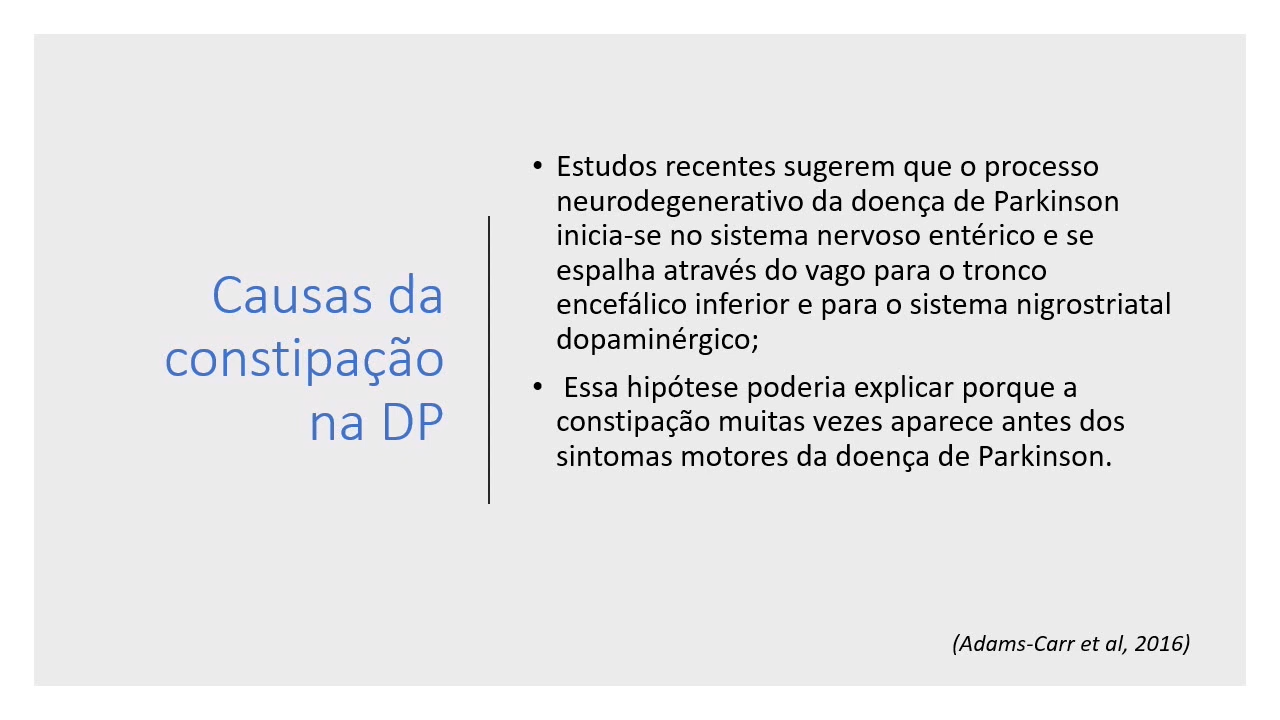 Causas da
constipação
na DP
• Estudos recentes sugerem que o processo
neurodegenerativo da doença de Parkinson
inicia-se no sistema nervoso entérico e se
espalha através do vago para o tronco
encefálico inferior e para o sistema nigrostriatal
dopaminérgico;
• Essa hipótese poderia explicar porque a
constipação muitas vezes aparece antes dos
sintomas motores da doença de Parkinson.
(Adams-Carr et al, 2016)